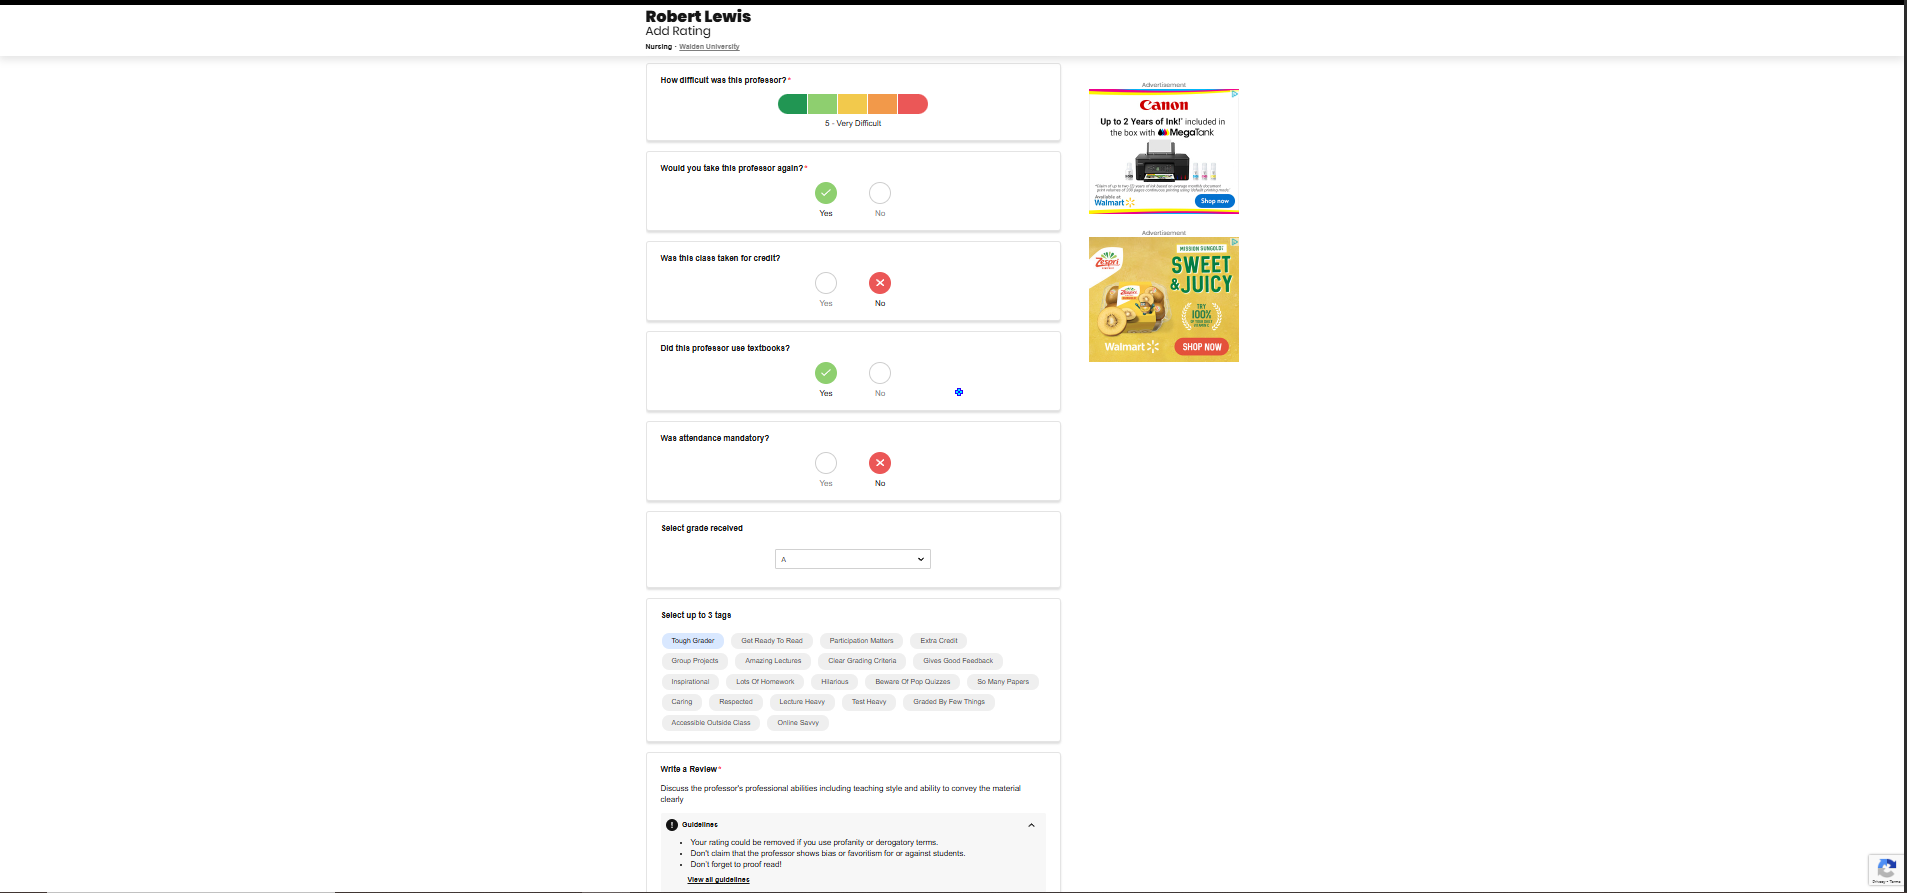 Robert Lewis
Add Rating
Nursing - Walden University
How difficult was this professor?*
5 - Very Difficult
Would you take this professor again?*
Yes No
Was this class taken for credit?
Yes No
Did this professor use textbooks?
Yes No
Was attendance mandatory?
Yes No
Select grade received
A
Select up to 3 tags
Tough Grader Get Ready To Read Participation Matters Extra Credit
Group Projects Amazing Lectures Clear Grading Criteria Gives Good Feedback
Inspirational Lots Of Homework Hilarious Beware Of Pop Quizzes So Many Papers
Caring Respected Lecture Heavy Test Heavy Graded By Few Things
Accessible Outside Class Online Savvy
Write a Review*
Discuss the professor's professional abilities including teaching style and ability to convey the material
clearly
Guidelines
Your rating could be removed if you use profanity or derogatory terms.
Don't claim that the professor shows bias or favoritism for or against students.
Don't forget to proof read!
View all guidelines
Advertisement
Canon
Up to 2 Years of Ink!* included in
the box with MegaTank
Available at
Walmart
Shop now
Advertisement
MISSION SUNGOLD!
Zespri
SWEET
& JUICY
TRY
100%
Walmart
SHOP NOW
Privacy - Terms